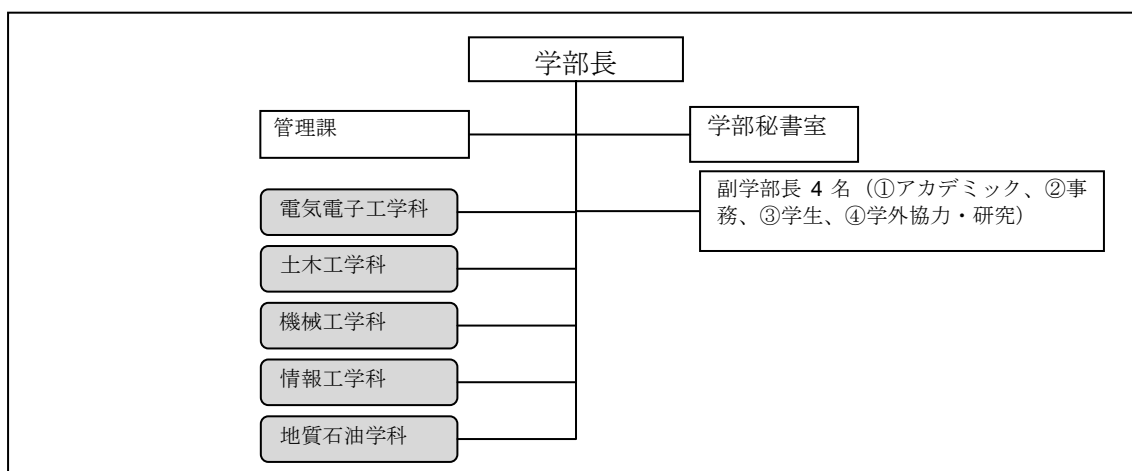 学部長
管理課
学部秘書室
副学部長 4 名（①アカデミック、②事
務、③学生、④学外協力・研究）
電気電子工学科
土木工学科
機械工学科
情報工学科
地質石油学科